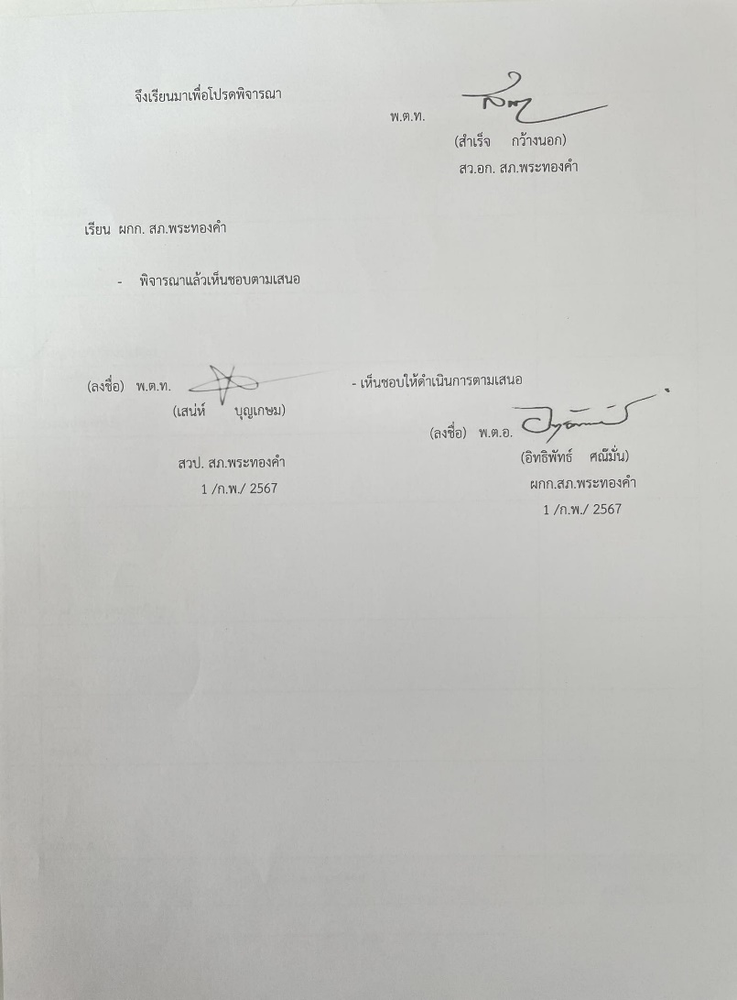 จึงเรียนมาเพื่อโปรดพิจารณา
พ.ต.ท.
(สำเร็จ กว้างนอก)
สว.อก. สภ.พระทองคำ
เรียน ผกก. สภ.พระทองคำ
- พิจารณาแล้วเห็นชอบตามเสนอ
(ลงชื่อ) พ.ต.ท.
(เสน่ห์ บุญเกษม)
สวป. สภ.พระทองคำ
1 /ก.พ./ 2567
- เห็นชอบให้ดำเนินการตามเสนอ
(ลงชื่อ) พ.ต.อ.
(อิทธิพัทธ์ ศณีมั่น)
ผกก.สภ.พระทองคำ
1 /ก.พ./ 2567